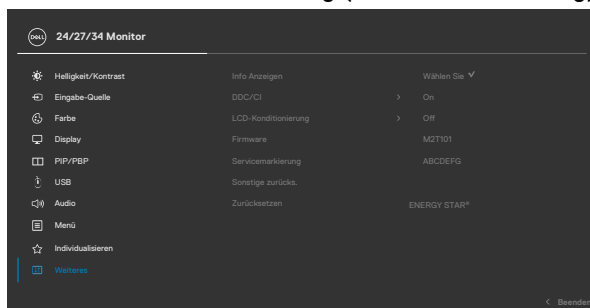 DELL 24/27/34 Monitor
Helligkeit/Kontrast Info Anzeigen Wählen Sie ✓
Eingabe-Quelle DDC/CI > On
Farbe LCD-Konditionierung > Off
Display Firmware M2T101
PIP/PBP Servicemarkierung ABCDEFG
USB Sonstige zurücks.
Audio Zurücksetzen ENERGY STAR®
Menü
Individualisieren
Weiteres
< Beenden